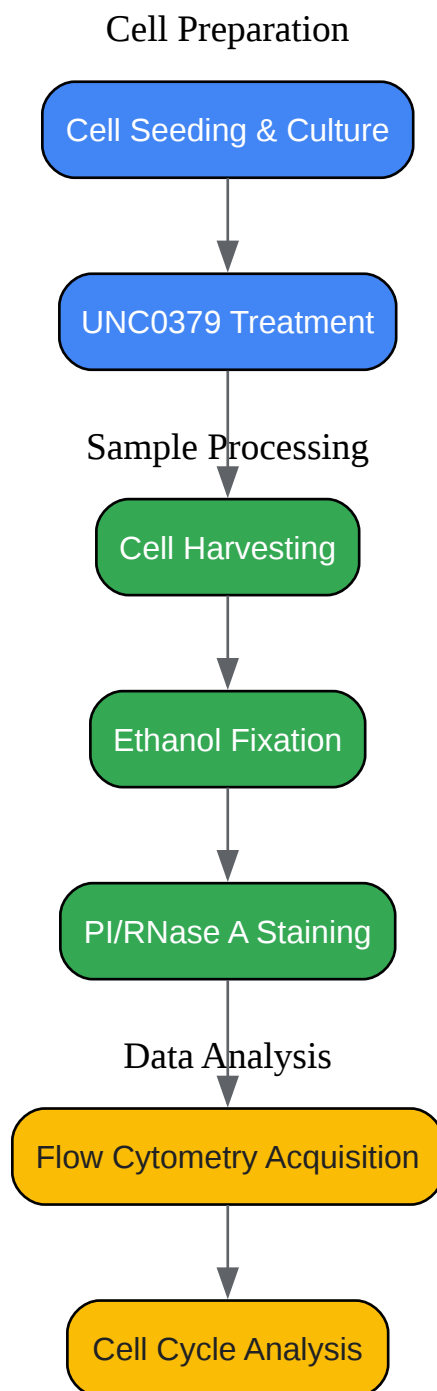 Cell Preparation
Cell Seeding & Culture
UNC0379 Treatment
Sample Processing
Cell Harvesting
Ethanol Fixation
PI/RNase A Staining
Data Analysis
Flow Cytometry Acquisition
Cell Cycle Analysis